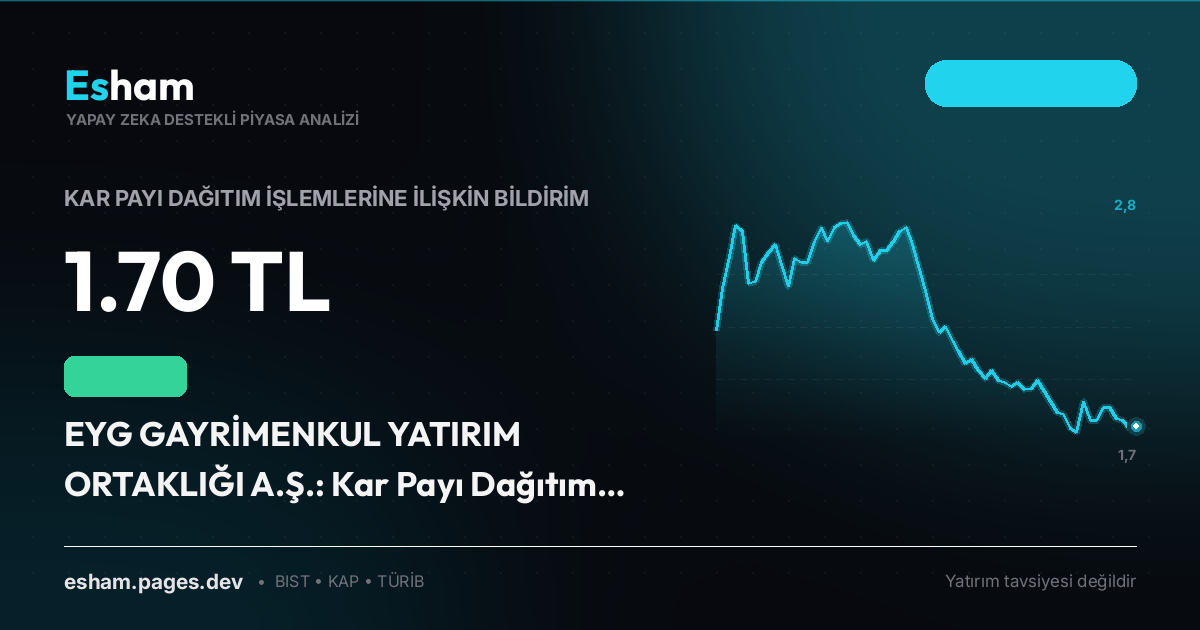 Esham
YAPAY ZEKA DESTEKLİ PİYASA ANALİZİ
KAR PAYI DAĞITIM İŞLEMLERİNE İLİŞKİN BİLDİRİM
1.70 TL
EYG GAYRİMENKUL YATIRIM
ORTAKLIĞI A.Ş.: Kar Payı Dağıtım...
2,8
1,7
esham.pages.dev • BIST • KAP • TÜRİB
Yatırım tavsiyesi değildir